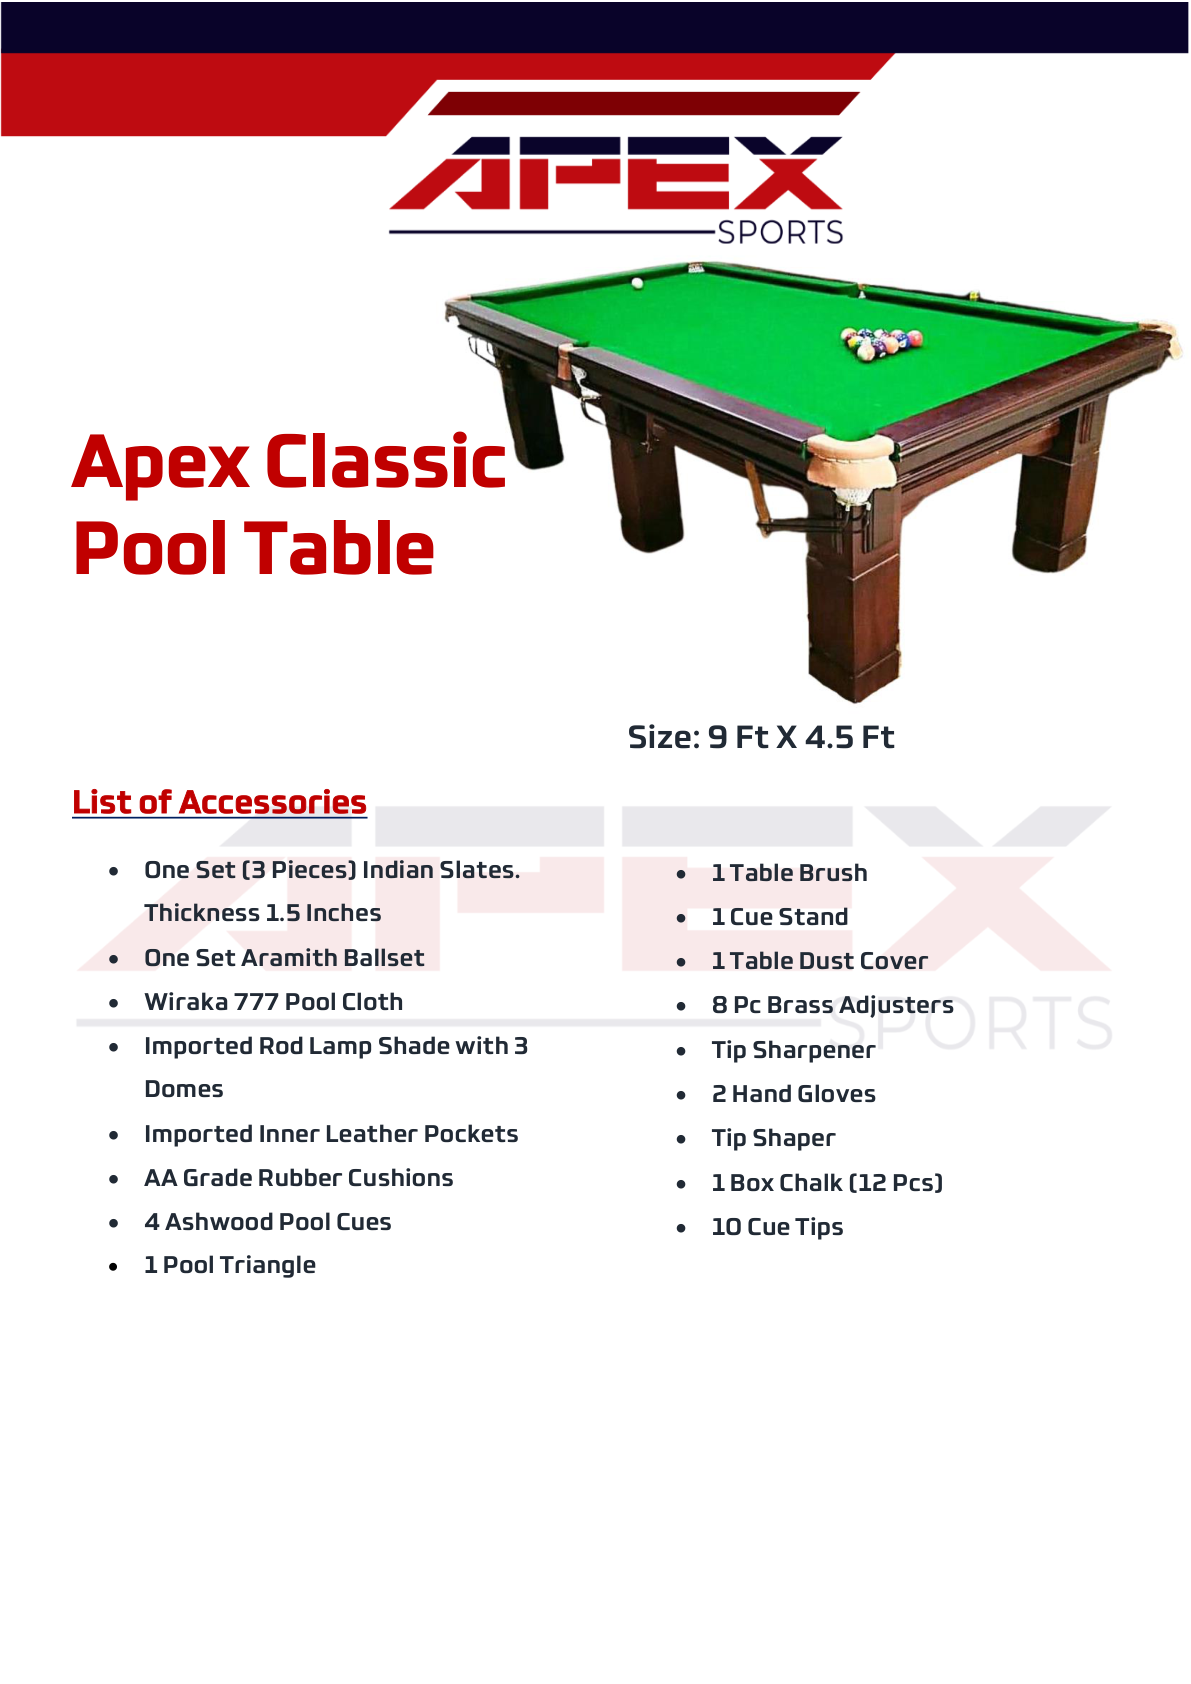 APEX
SPORTS
Apex Classic
Pool Table
Size: 9 Ft X 4.5 Ft
List of Accessories
• One Set (3 Pieces) Indian Slates.
Thickness 1.5 Inches
• One Set Aramith Ballset
• Wiraka 777 Pool Cloth
• Imported Rod Lamp Shade with 3
Domes
• Imported Inner Leather Pockets
• AA Grade Rubber Cushions
• 4 Ashwood Pool Cues
• 1 Pool Triangle
• 1 Table Brush
• 1 Cue Stand
• 1 Table Dust Cover
• 8 Pc Brass Adjusters
• Tip Sharpener
• 2 Hand Gloves
• Tip Shaper
• 1 Box Chalk (12 Pcs)
• 10 Cue Tips
APEX
SPORTS